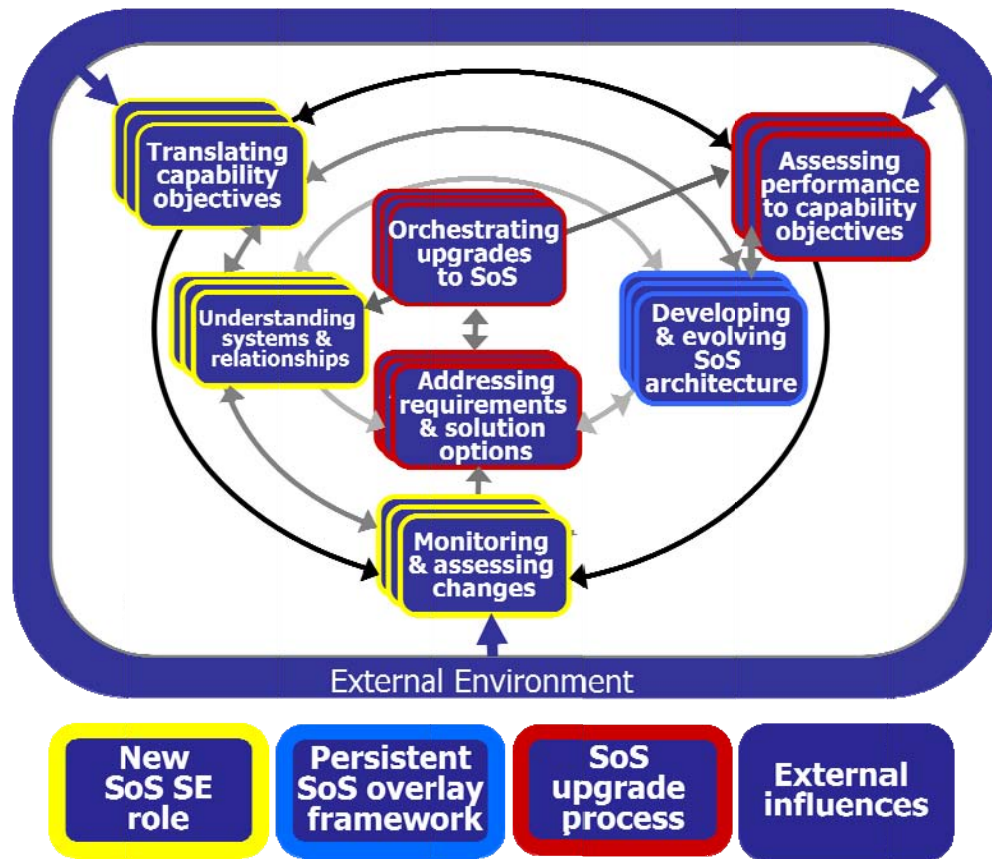 Translating
capability
objectives
Assessing
performance
to capability
objectives
Orchestrating
upgrades
to SoS
Understanding
systems &
relationships
Developing
& evolving
SoS
architecture
Addressing
requirements
& solution
options
Monitoring
& assessing
changes
External Environment
New
SoS SE
role
Persistent
SoS overlay
framework
SoS
upgrade
process
External
influences